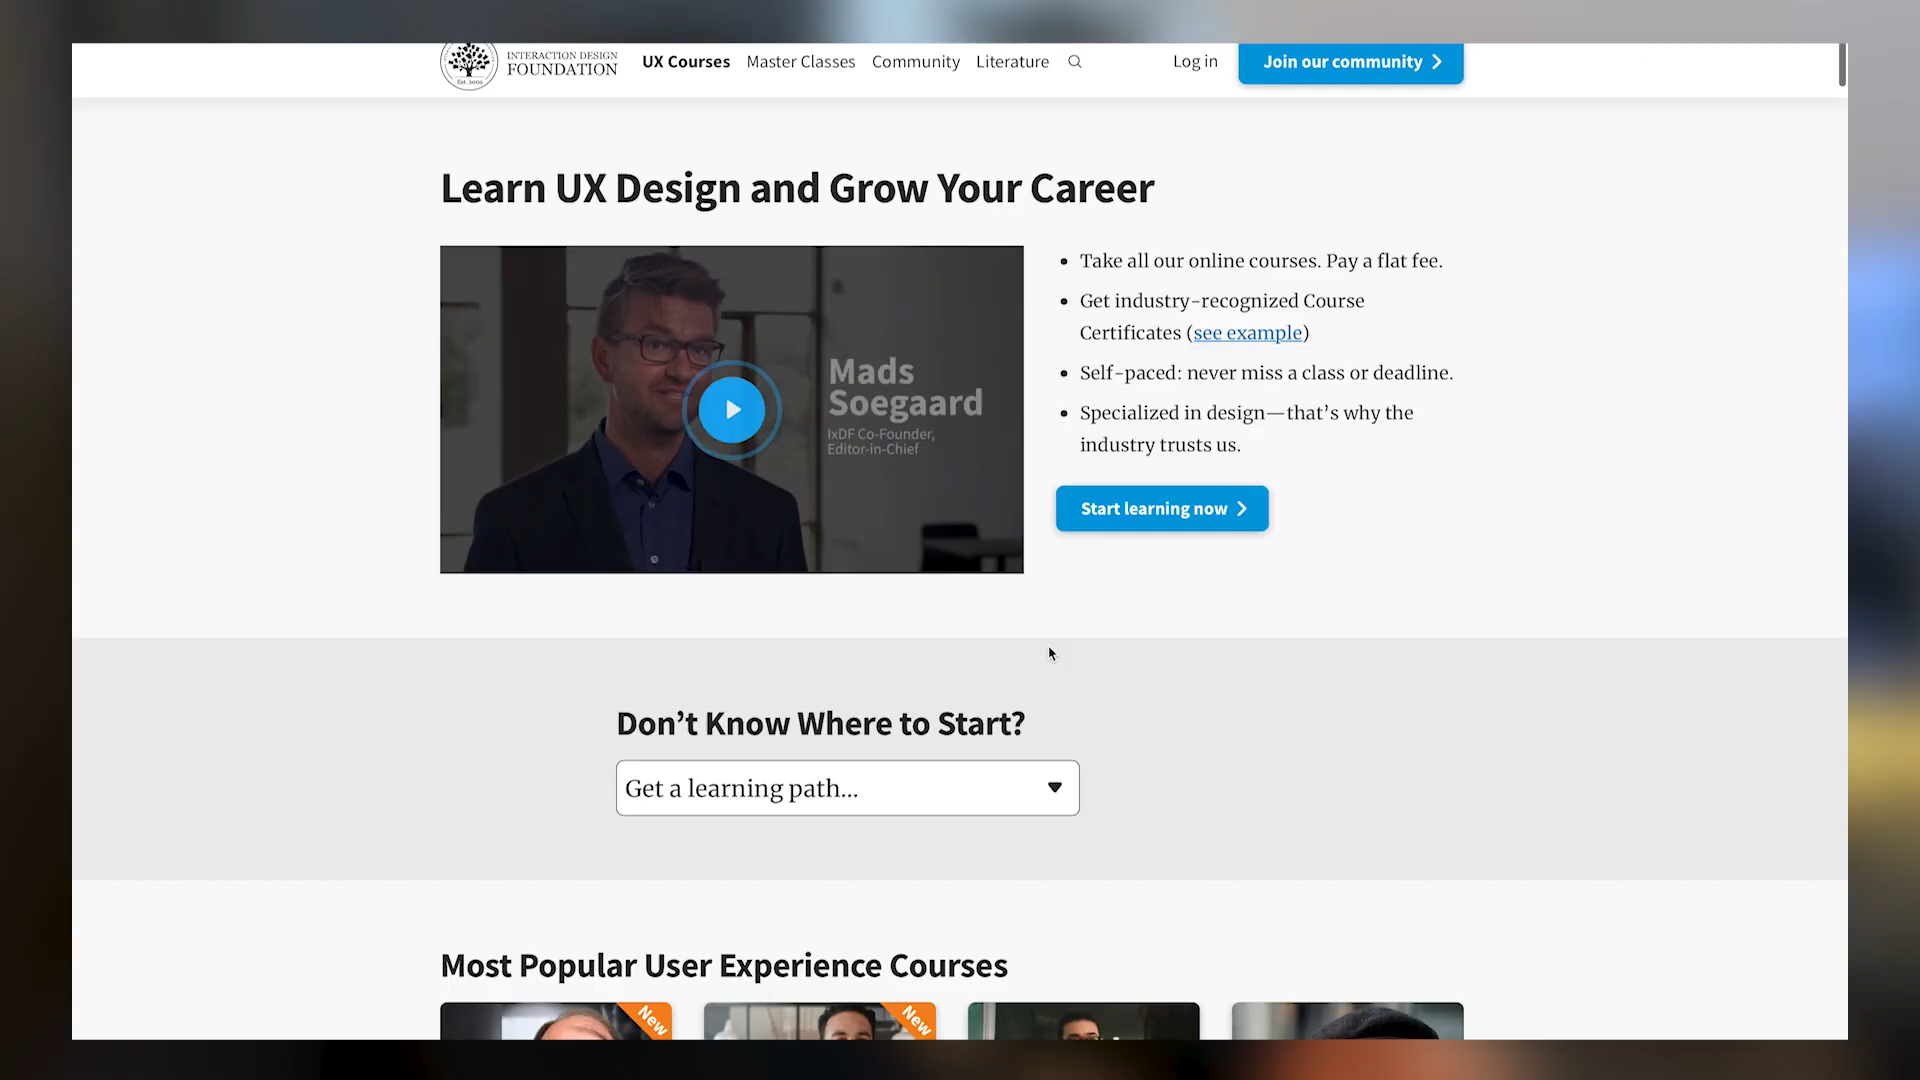 INTERACTION DESIGN
FOUNDATION
Est. 2002
UX Courses
Master Classes
Community
Literature
Log in
Join our community
Learn UX Design and Grow Your Career
Mads
Soegaard
IxDF Co-Founder,
Editor-in-Chief
Take all our online courses. Pay a flat fee.
Get industry-recognized Course
Certificates (see example)
Self-paced: never miss a class or deadline.
Specialized in design—that’s why the
industry trusts us.
Start learning now
Don’t Know Where to Start?
Get a learning path...
Most Popular User Experience Courses
New
New